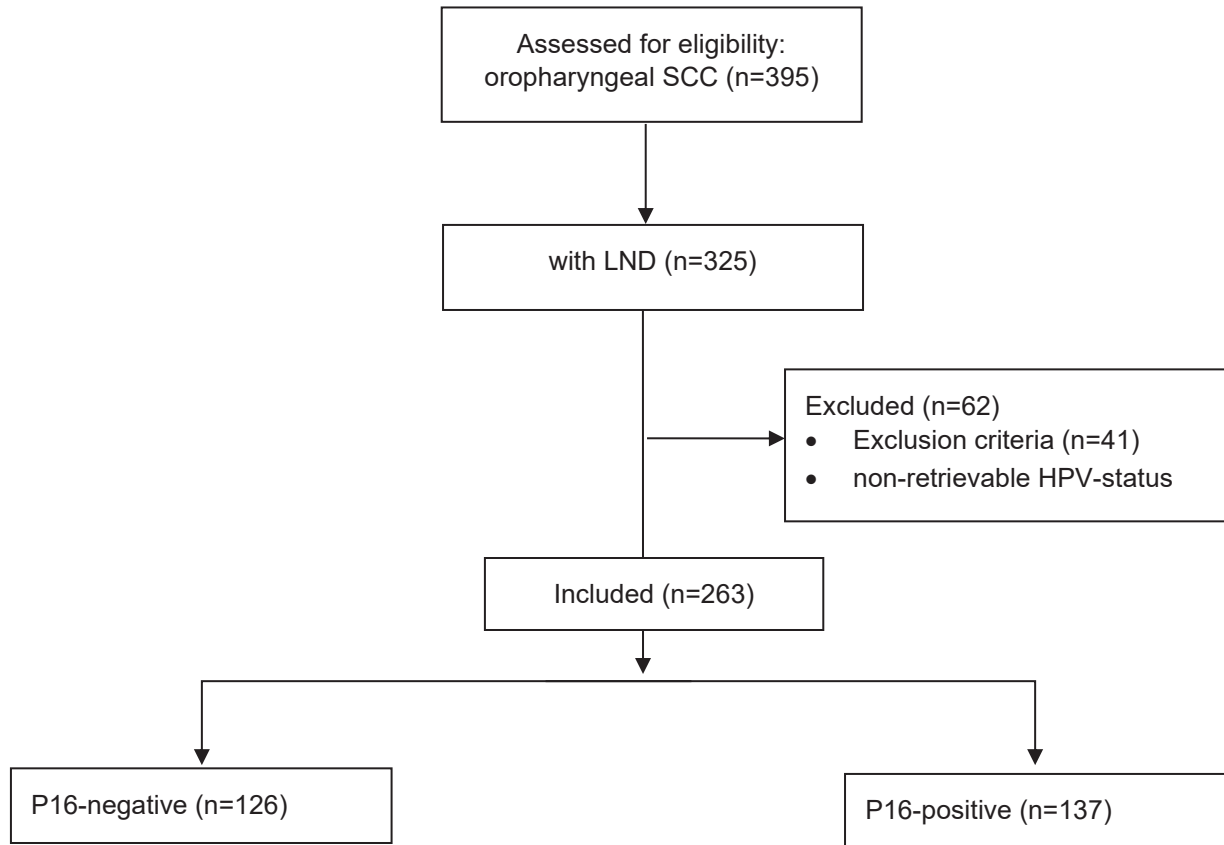 Assessed for eligibility:
oropharyngeal SCC (n=395)
with LND (n=325)
Excluded (n=62)
• Exclusion criteria (n=41)
• non-retrievable HPV-status
Included (n=263)
P16-negative (n=126)
P16-positive (n=137)